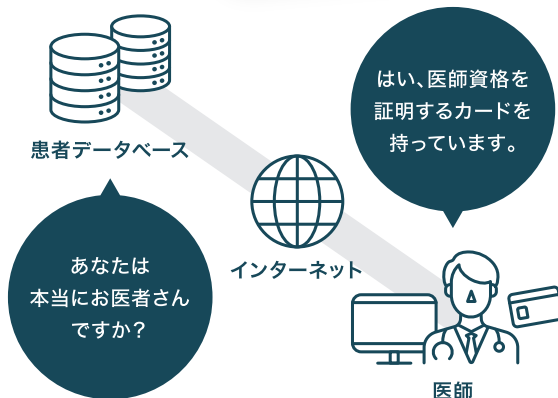 患者データベース
はい、医師資格を
証明するカードを
持っています。
あなたは
本当にお医者さん
ですか?
インターネット
医師